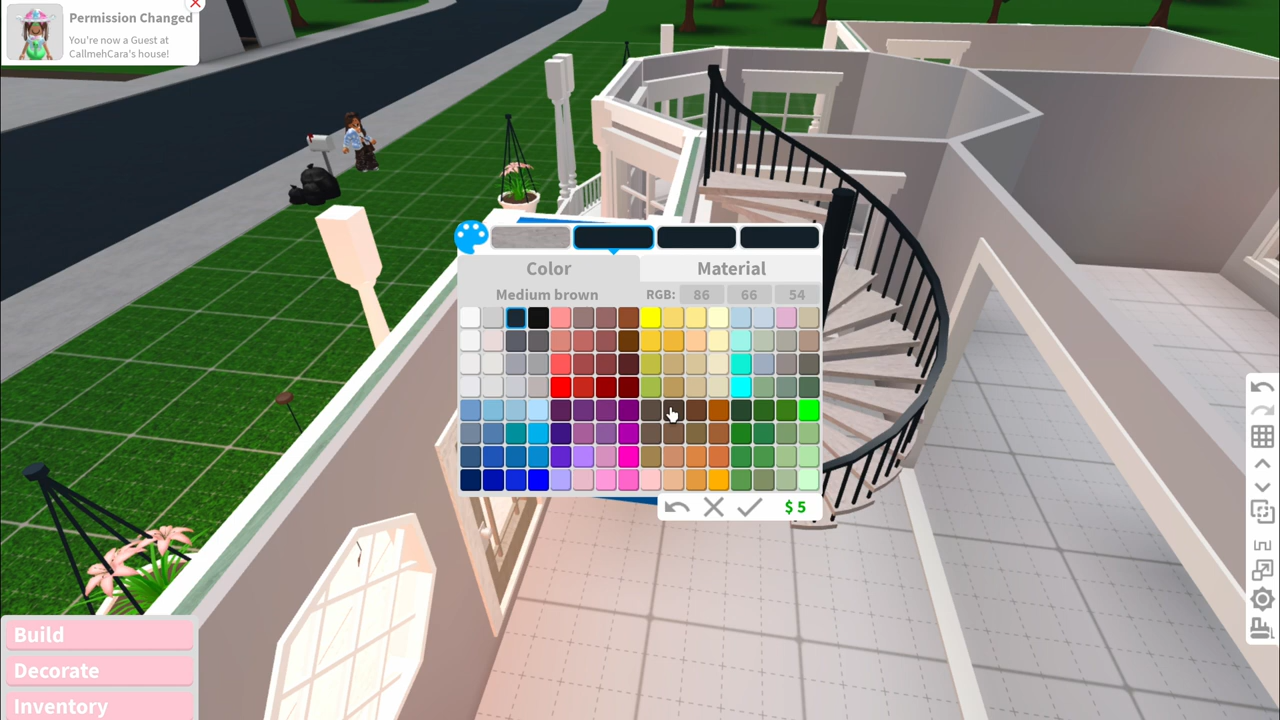 Permission Changed
You're now a Guest at
CallmehCara's house!
Color
Material
Medium brown
RGB: 86 66 54
$ 5
Build
Decorate
Inventory